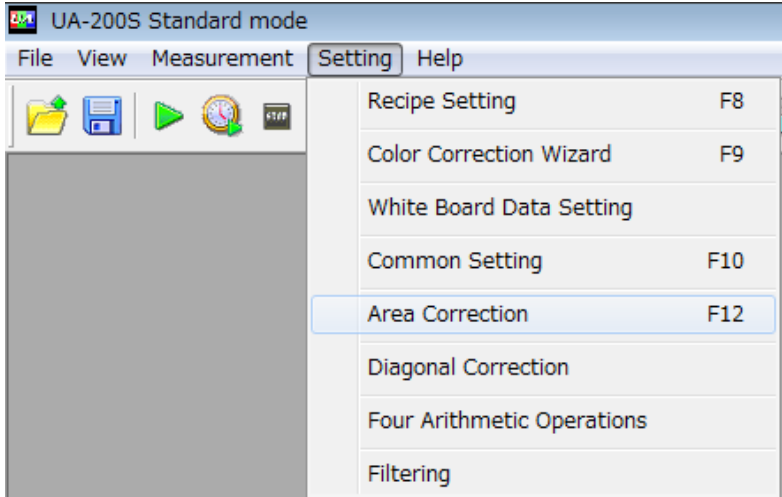 UA-200S Standard mode
File View Measurement Setting Help
STOP
Recipe Setting F8
Color Correction Wizard F9
White Board Data Setting
Common Setting F10
Area Correction F12
Diagonal Correction
Four Arithmetic Operations
Filtering